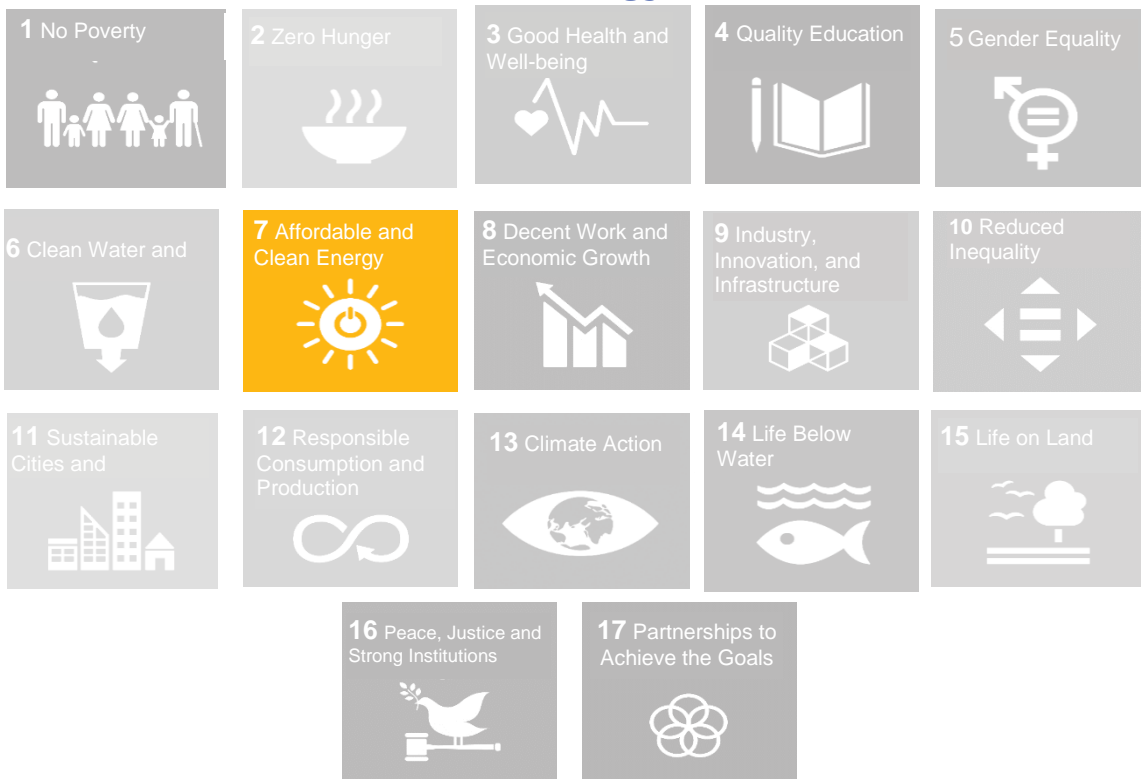 1 No Poverty
2 Zero Hunger
3 Good Health and
Well-being
4 Quality Education
5 Gender Equality
6 Clean Water and
7 Affordable and
Clean Energy
8 Decent Work and
Economic Growth
9 Industry,
Innovation, and
Infrastructure
10 Reduced
Inequality
11 Sustainable
Cities and
12 Responsible
Consumption and
Production
13 Climate Action
14 Life Below
Water
15 Life on Land
16 Peace, Justice and
Strong Institutions
17 Partnerships to
Achieve the Goals